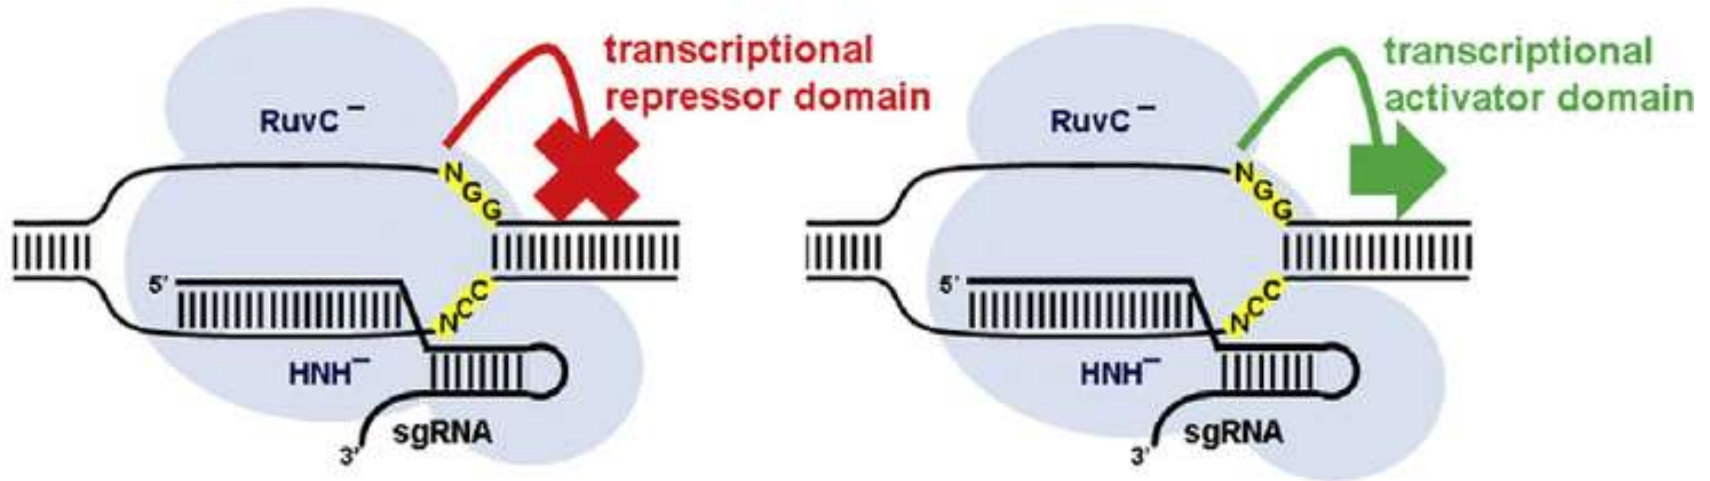 transcriptional
repressor domain
RuvC –
NGG
5'
NCC
HNH–
sgRNA
3'
transcriptional
activator domain
RuvC –
NGG
5'
NCC
HNH–
sgRNA
3'